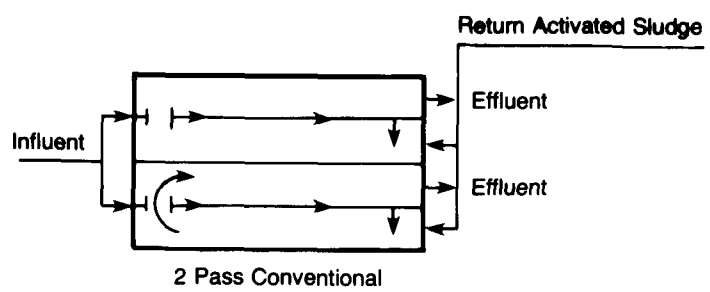 Return Activated Sludge
Effluent
Influent
Effluent
2 Pass Conventional